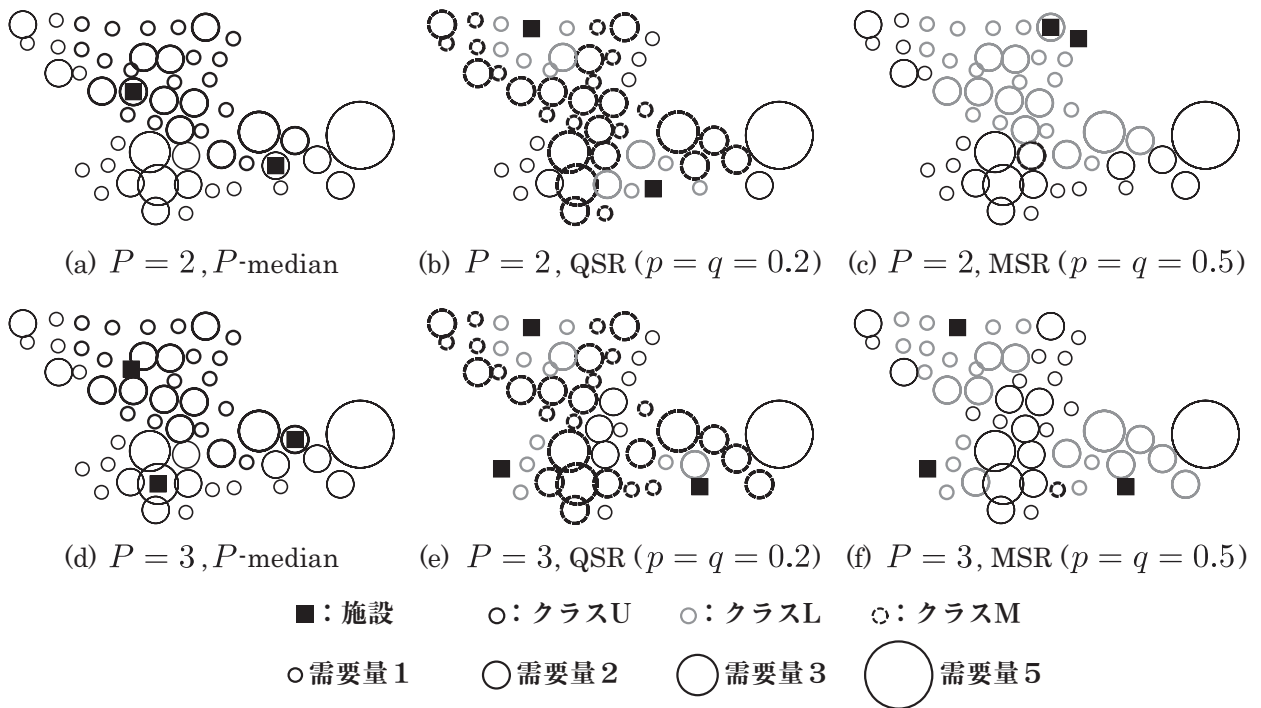 (a) P = 2, P-median
(b) P = 2, QSR (p = q = 0.2)
(c) P = 2, MSR (p = q = 0.5)
(d) P = 3, P-median
(e) P = 3, QSR (p = q = 0.2)
(f) P = 3, MSR (p = q = 0.5)
■：施設 ○：クラスU ○：クラスL ○：クラスM
○需要量1 ○需要量2 ○需要量3 ○需要量5